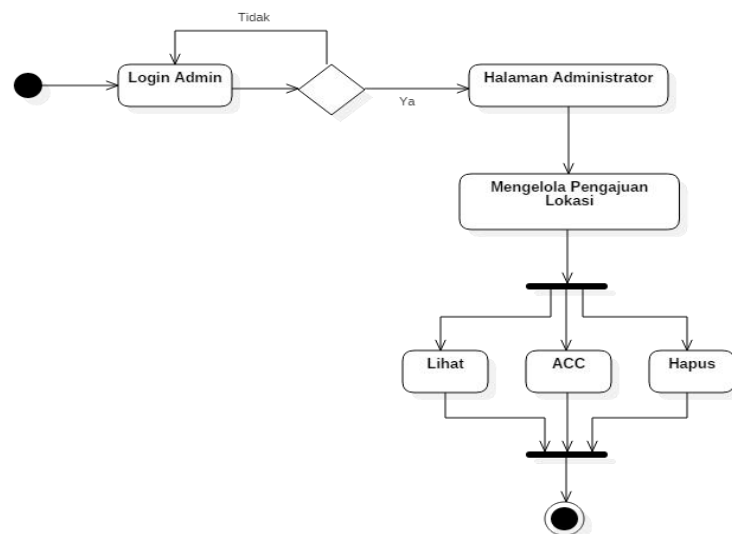 Tidak
Login Admin
Halaman Administrator
Ya
Mengelola Pengajuan
Lokasi
Lihat
ACC
Hapus